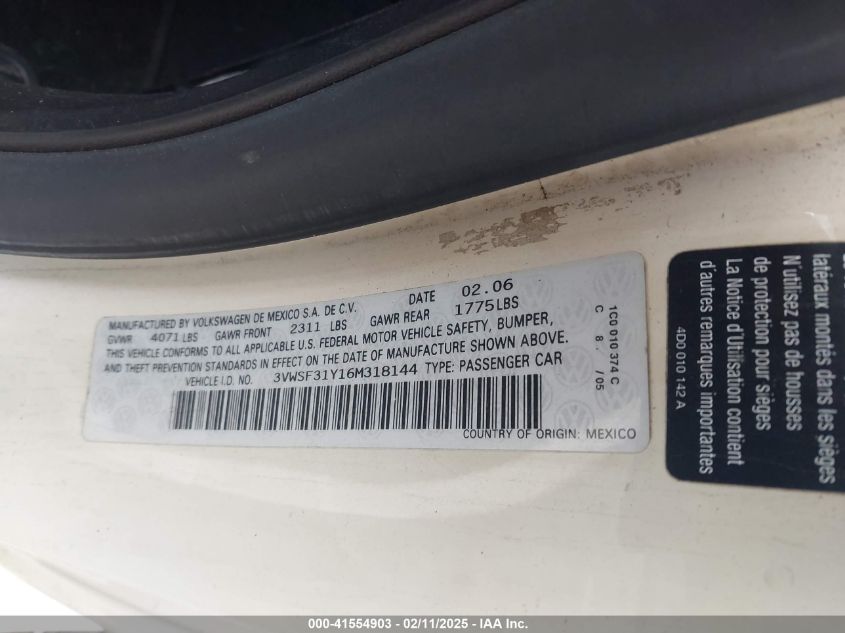 MANUFACTURED BY VOLKSWAGEN DE MEXICO S.A. DE C.V. DATE 02.06
GVWR 4071 LBS GAWR FRONT 2311 LBS GAWR REAR 1775LBS
THIS VEHICLE CONFORMS TO ALL APPLICABLE U.S. FEDERAL MOTOR VEHICLE SAFETY, BUMPER,
AND THEFT PREVENTION STANDARDS IN EFFECT ON THE DATE OF MANUFACTURE SHOWN ABOVE.
VEHICLE I.D. NO. 3VWSF31Y16M318144 TYPE: PASSENGER CAR
COUNTRY OF ORIGIN: MEXICO
1C0 010 374 C
C 8. /05
latéraux montés dans les sièges
N'utilisez pas de housses
de protection pour sièges
La Notice d'Utilisation contient
d'autres remarques importantes
4D0 010 142 A
000-41554903 - 02/11/2025 - IAA Inc.